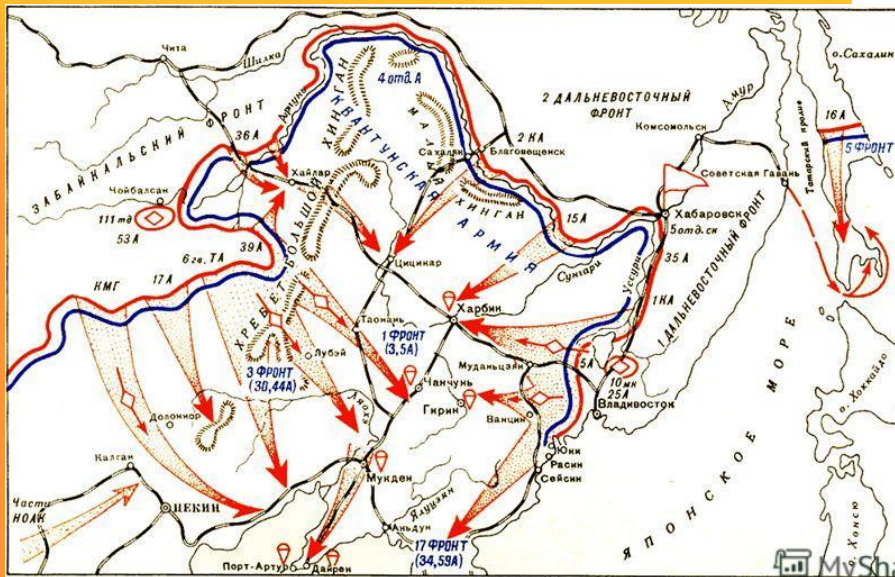 Чита
Шилка
Аргунь
ЗАБАЙКАЛЬСКИЙ ФРОНТ
36А
Хайлар
Чойбалсан
111 тд
53А
39А
6 гв. ТА
17А
КМГ
ХРЕБЕТ БОЛЬШОЙ ХИНГАН
4 отд. А
КВАНТУНСКАЯ АРМИЯ
МАЛЫЙ ХИНГАН
Сахалян
Благовещенск
2 КА
2 ДАЛЬНЕВОСТОЧНЫЙ
ФРОНТ
Амур
Комсомольск
о. Сахалин
Татарский пролив
16А
5 ФРОНТ
Советская Гавань
Хабаровск
5 отд. ск
15А
35А
1КА
1 ДАЛЬНЕВОСТОЧНЫЙ ФРОНТ
Уссури
Сунгари
Цицикар
Харбин
Таонань
Лубэй
1 ФРОНТ
(3,5А)
3 ФРОНТ
(30,44А)
Муданьцзян
5А
10 мк
25А
Владивосток
Чанчунь
Гирин
Ванцин
Юки
Расин
Сейсин
Долоннор
Ляохэ
Калган
ПЕКИН
Части
НОАК
Мукден
Ялуцзян
Аньдун
17 ФРОНТ
(34,59А)
Порт-Артур
Дайрен
ЯПОНСКОЕ МОРЕ
о. Хоккайдо
о. Хонсю
MySha